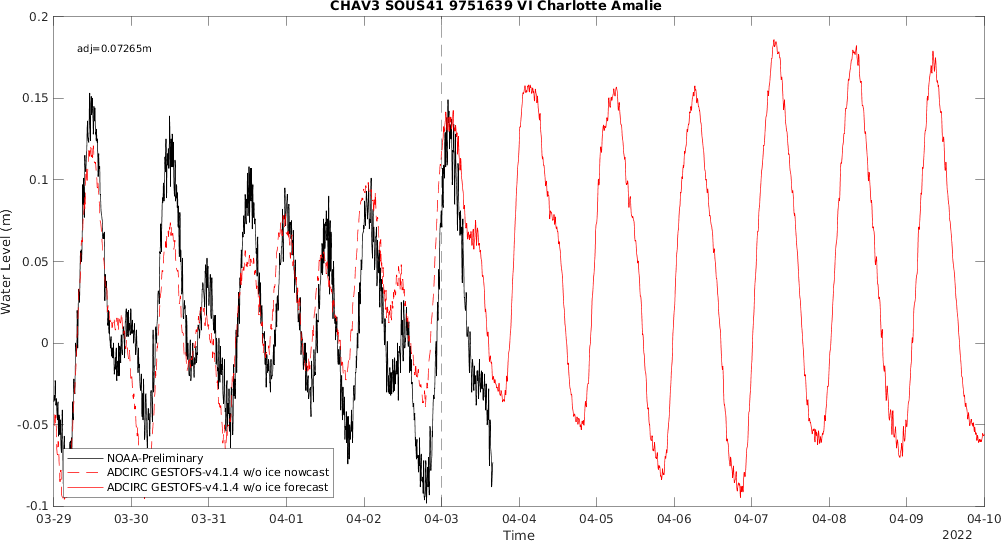 CHAV3 SOUS41 9751639 VI Charlotte Amalie
adj=0.07265m
Water Level (m)
0.2
0.15
0.1
0.05
0
-0.05
-0.1
NOAA-Preliminary
ADCIRC GESTOFS-v4.1.4 w/o ice nowcast
ADCIRC GESTOFS-v4.1.4 w/o ice forecast
03-29 03-30 03-31 04-01 04-02 04-03 04-04 04-05 04-06 04-07 04-08 04-09 04-10
Time
2022